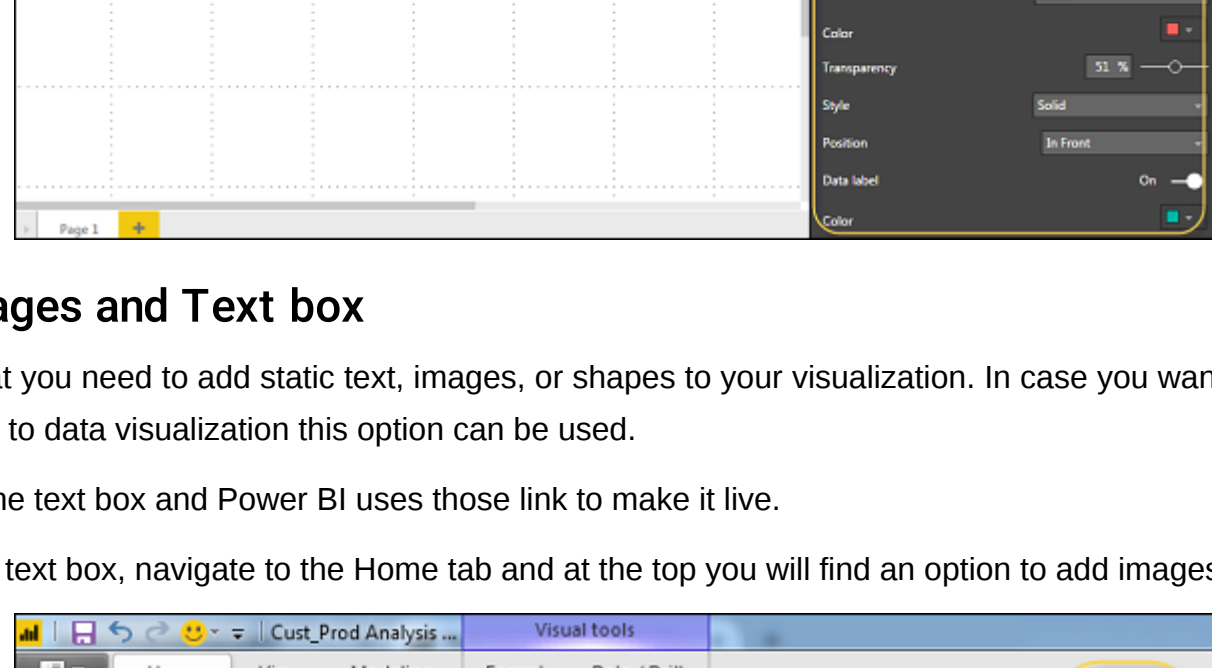 Color
Transparency 51 %
Style Solid
Position In Front
Data label On
Page 1 + Color
ages and Text box
at you need to add static text, images, or shapes to your visualization. In case you wan
to data visualization this option can be used.
he text box and Power BI uses those link to make it live.
text box, navigate to the Home tab and at the top you will find an option to add images
Cust_Prod Analysis ... Visual tools